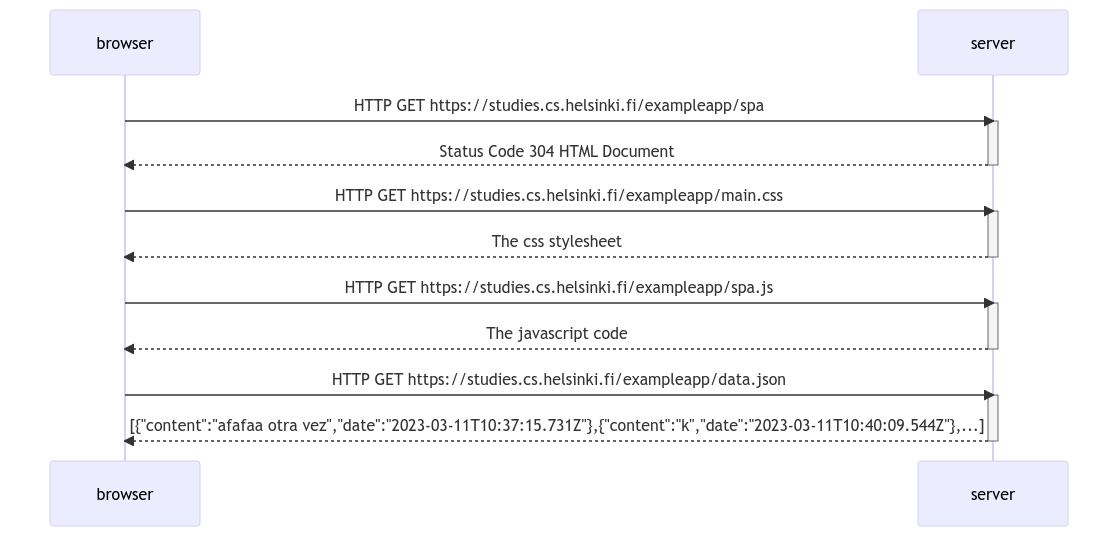 browser
server
HTTP GET https://studies.cs.helsinki.fi/exampleapp/spa
Status Code 304 HTML Document
HTTP GET https://studies.cs.helsinki.fi/exampleapp/main.css
The css stylesheet
HTTP GET https://studies.cs.helsinki.fi/exampleapp/spa.js
The javascript code
HTTP GET https://studies.cs.helsinki.fi/exampleapp/data.json
[{"content":"afafaa otra vez","date":"2023-03-11T10:37:15.731Z"},{"content":"k","date":"2023-03-11T10:40:09.544Z"},...]
browser
server